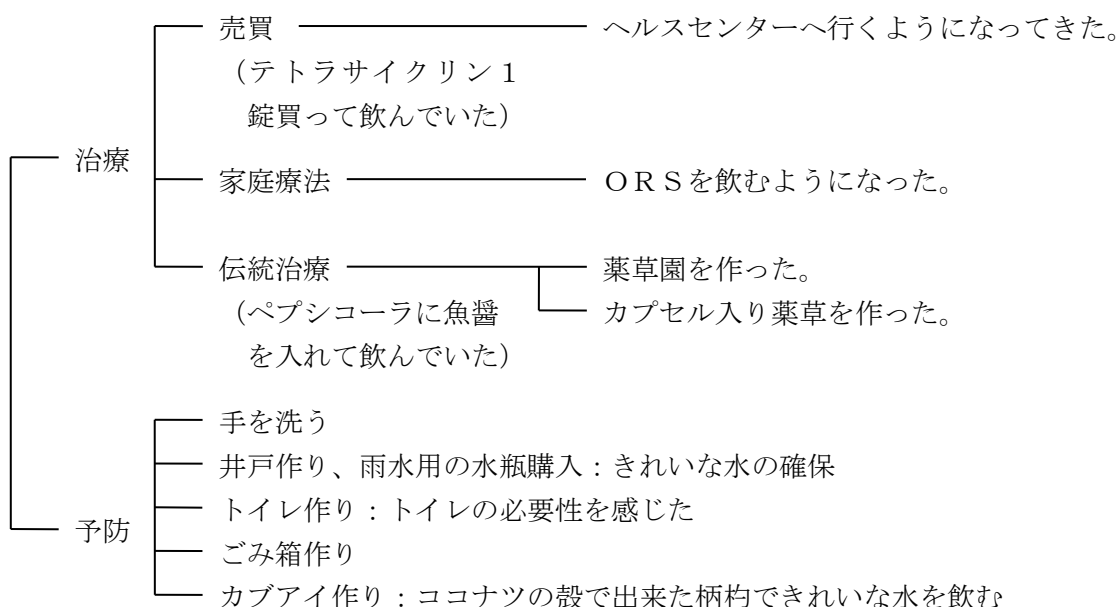 売買 ヘルスセンターへ行くようになってきた。
（テトラサイクリン１
錠買って飲んでいた）
治療
家庭療法 ＯＲＳを飲むようになった。
伝統治療 薬草園を作った。
（ペプシコーラに魚醤 カプセル入り薬草を作った。
を入れて飲んでいた）
手を洗う
井戸作り、雨水用の水瓶購入：きれいな水の確保
トイレ作り：トイレの必要性を感じた
予防
ごみ箱作り
カブアイ作り：ココナツの殻で出来た柄杓できれいな水を飲む